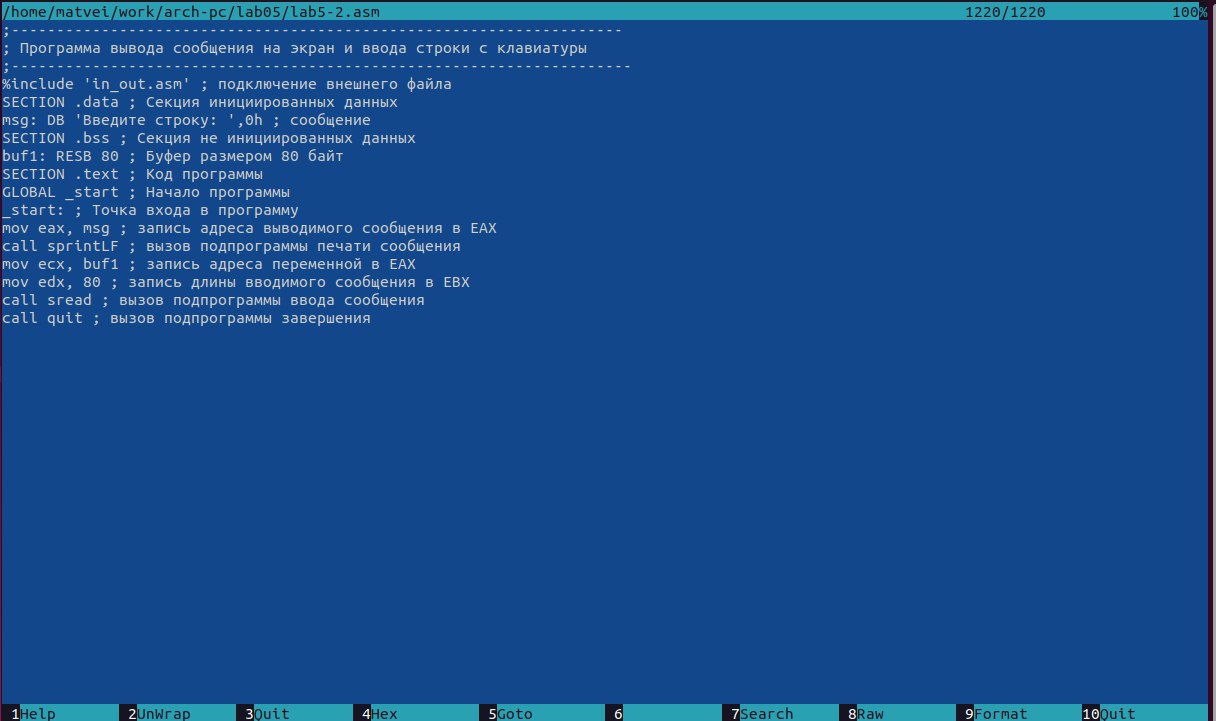 /home/matvei/work/arch-pc/lab05/lab5-2.asm 1220/1220 100%
;--------------------------------------------------------------------
; Программа вывода сообщения на экран и ввода строки с клавиатуры
;---------------------------------------------------------------------
%include 'in_out.asm' ; подключение внешнего файла
SECTION .data ; Секция инициированных данных
msg: DB 'Введите строку: ',0h ; сообщение
SECTION .bss ; Секция не инициированных данных
buf1: RESB 80 ; Буфер размером 80 байт
SECTION .text ; Код программы
GLOBAL _start ; Начало программы
_start: ; Точка входа в программу
mov eax, msg ; запись адреса выводимого сообщения в EAX
call sprintLF ; вызов подпрограммы печати сообщения
mov ecx, buf1 ; запись адреса переменной в EAX
mov edx, 80 ; запись длины вводимого сообщения в EBX
call sread ; вызов подпрограммы ввода сообщения
call quit ; вызов подпрограммы завершения
1Help 2UnWrap 3Quit 4Hex 5Goto 6 7Search 8Raw 9Format 10Quit